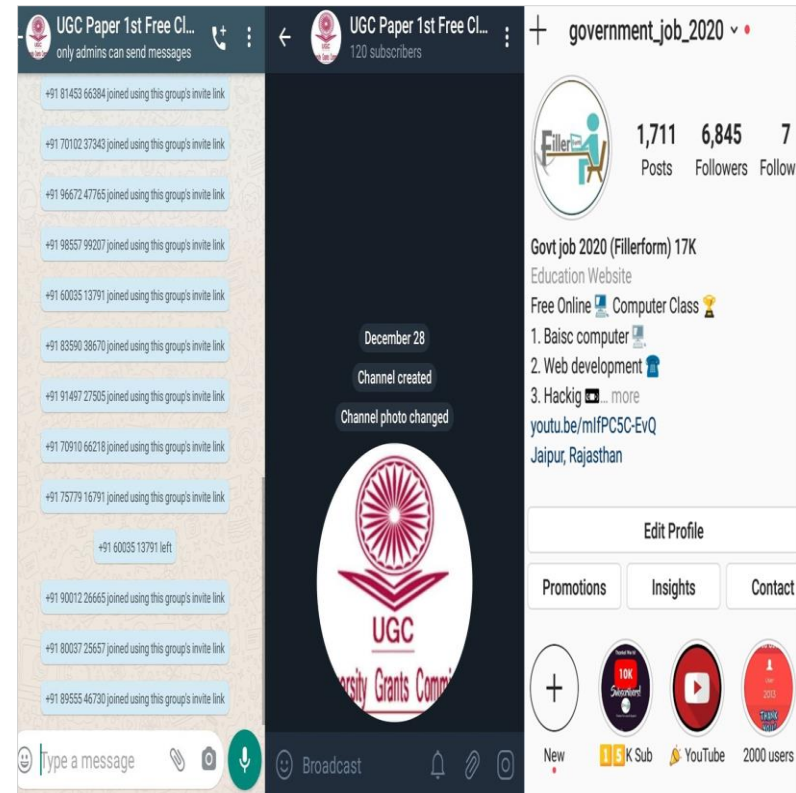 UGC Paper 1st Free Cl...
only admins can send messages
+91 81453 66384 joined using this group's invite link
+91 70102 37343 joined using this group's invite link
+91 96672 47765 joined using this group's invite link
+91 98557 99207 joined using this group's invite link
+91 60035 13791 joined using this group's invite link
+91 83590 38670 joined using this group's invite link
+91 91497 27505 joined using this group's invite link
+91 70910 66218 joined using this group's invite link
+91 75779 16791 joined using this group's invite link
+91 60035 13791 left
+91 90012 26665 joined using this group's invite link
+91 80037 25657 joined using this group's invite link
+91 89555 46730 joined using this group's invite link
Type a message
UGC Paper 1st Free Cl...
120 subscribers
December 28
Channel created
Channel photo changed
UGC
ersity Grants Comm
Broadcast
government_job_2020
Filler
1,711 6,845 7
Posts Followers Follow
Govt job 2020 (Fillerform) 17K
Education Website
Free Online Computer Class
1. Baisc computer
2. Web development
3. Hackig ... more
youtu.be/mIfPC5C-EvQ
Jaipur, Rajasthan
Edit Profile
Promotions Insights Contact
10K
Subscribers!
2013
THANK
New 15K Sub YouTube 2000 users